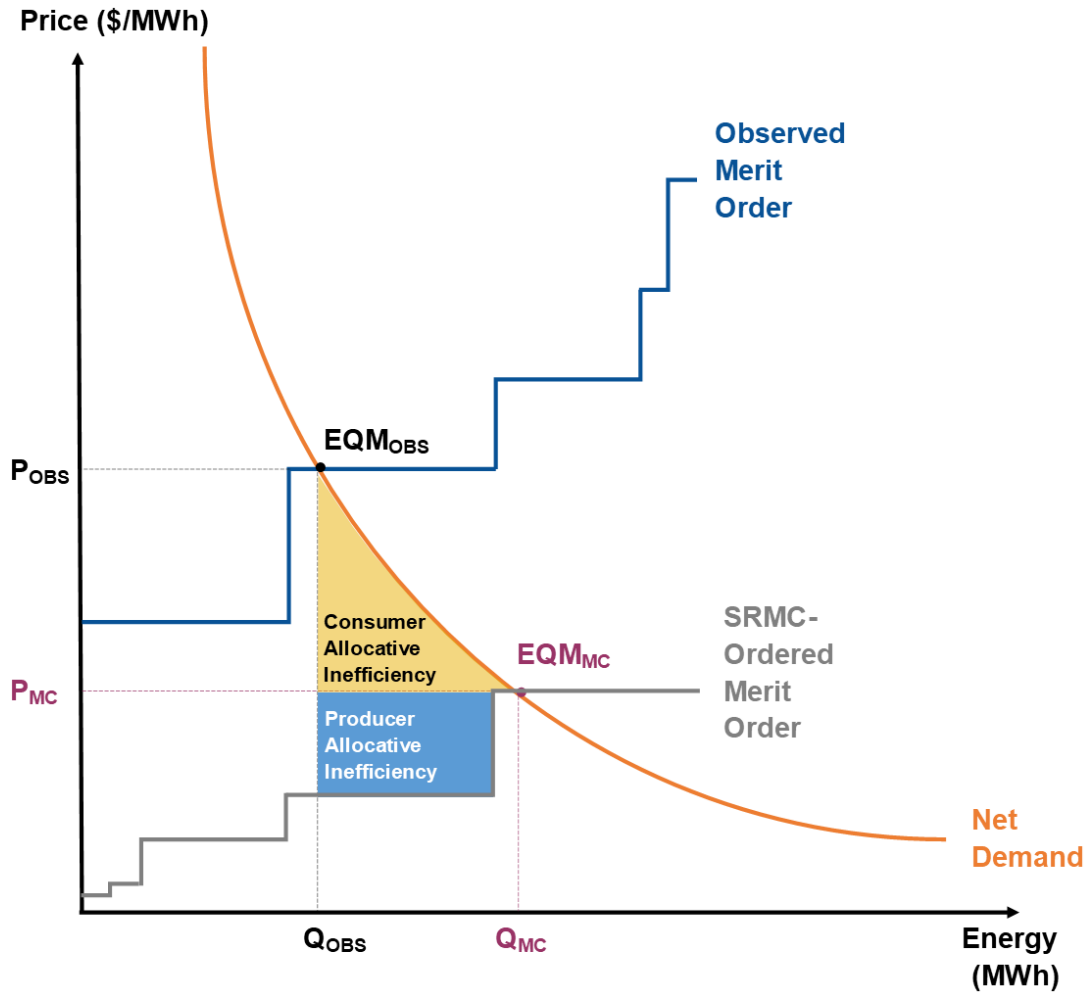 Price ($/MWh)
Observed
Merit
Order
EQMOBS
POBS
Consumer
Allocative
Inefficiency
SRMC-
Ordered
Merit
Order
EQMMC
PMC
Producer
Allocative
Inefficiency
Net
Demand
QOBS
QMC
Energy
(MWh)